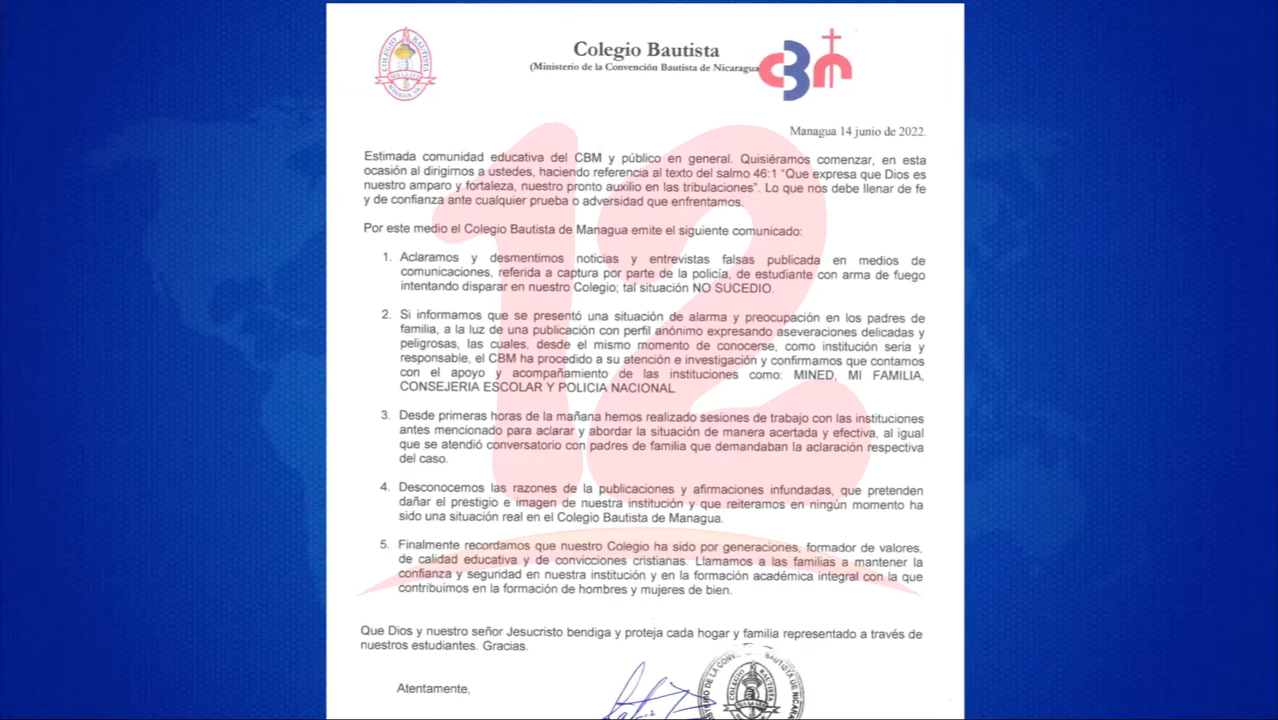 Colegio Bautista
(Ministerio de la Convención Bautista de Nicaragua
CBM
COLEGIO BAUTISTA
Managua 14 junio de 2022.
12
Estimada comunidad educativa del CBM y público en general. Quisiéramos comenzar, en esta
ocasión al dirigirnos a ustedes, haciendo referencia al texto del salmo 46:1 “Que expresa que Dios es
nuestro amparo y fortaleza, nuestro pronto auxilio en las tribulaciones”. Lo que nos debe llenar de fe
y de confianza ante cualquier prueba o adversidad que enfrentamos.
Por este medio el Colegio Bautista de Managua emite el siguiente comunicado:
1. Aclaramos y desmentimos noticias y entrevistas falsas publicada en medios de
comunicaciones, referida a captura por parte de la policía, de estudiante con arma de fuego
intentando disparar en nuestro Colegio; tal situación NO SUCEDIO.
2. Si informamos que se presentó una situación de alarma y preocupación en los padres de
familia, a la luz de una publicación con perfil anónimo expresando aseveraciones delicadas y
peligrosas, las cuales, desde el mismo momento de conocerse, como institución seria y
responsable, el CBM ha procedido a su atención e investigación y confirmamos que contamos
con el apoyo y acompañamiento de las instituciones como: MINED, MI FAMILIA,
CONSEJERIA ESCOLAR Y POLICIA NACIONAL.
3. Desde primeras horas de la mañana hemos realizado sesiones de trabajo con las instituciones
antes mencionado para aclarar y abordar la situación de manera acertada y efectiva, al igual
que se atendió conversatorio con padres de familia que demandaban la aclaración respectiva
del caso.
4. Desconocemos las razones de la publicaciones y afirmaciones infundadas, que pretenden
dañar el prestigio e imagen de nuestra institución y que reiteramos en ningún momento ha
sido una situación real en el Colegio Bautista de Managua.
5. Finalmente recordamos que nuestro Colegio ha sido por generaciones, formador de valores,
de calidad educativa y de convicciones cristianas. Llamamos a las familias a mantener la
confianza y seguridad en nuestra institución y en la formación académica integral con la que
contribuimos en la formación de hombres y mujeres de bien.
Que Dios y nuestro señor Jesucristo bendiga y proteja cada hogar y familia representado a través de
nuestros estudiantes. Gracias.
Atentamente,